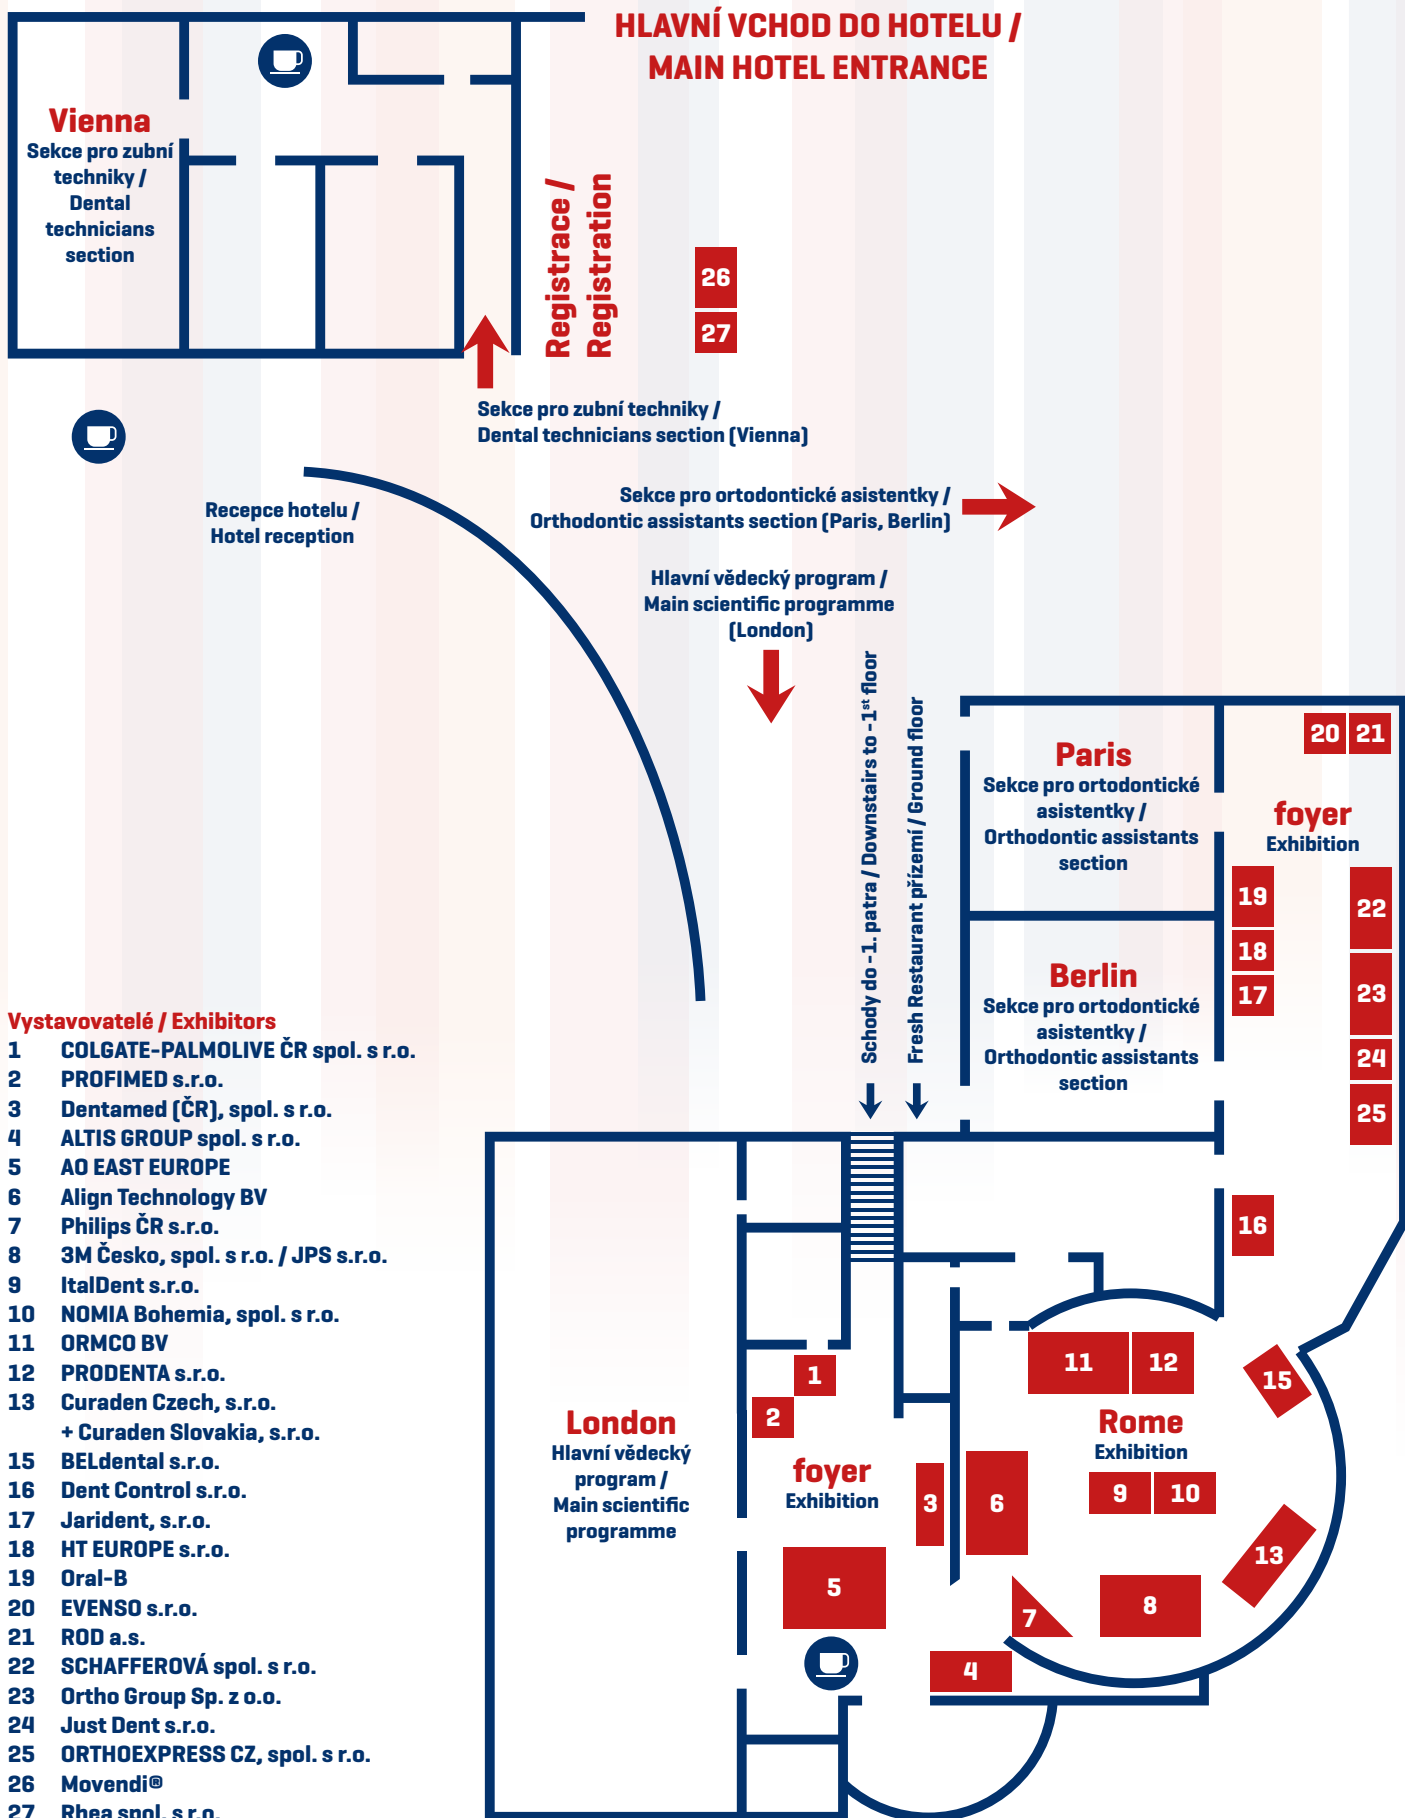 HLAVNÍ VCHOD DO HOTELU /
MAIN HOTEL ENTRANCE
Vienna
Sekce pro zubní
techniky /
Dental
technicians
section
Registrace /
Registration
26
27
Sekce pro zubní techniky /
Dental technicians section (Vienna)
Recepce hotelu /
Hotel reception
Sekce pro ortodontické asistentky /
Orthodontic assistants section (Paris, Berlin)
Hlavní vědecký program /
Main scientific programme
(London)
Schody do -1. patra / Downstairs to -1st floor
Fresh Restaurant přízemí / Ground floor
Paris
Sekce pro ortodontické
asistentky /
Orthodontic assistants
section
20 21
foyer
Exhibition
19
18
17
22
23
24
25
Berlin
Sekce pro ortodontické
asistentky /
Orthodontic assistants
section
16
11 12
15
Rome
Exhibition
9 10
6
13
8
7
4
1
2
foyer
Exhibition
3
5
London
Hlavní vědecký
program /
Main scientific
programme
Vystavovatelé / Exhibitors
1 COLGATE-PALMOLIVE ČR spol. s r.o.
2 PROFIMED s.r.o.
3 Dentamed (ČR), spol. s r.o.
4 ALTIS GROUP spol. s r.o.
5 AO EAST EUROPE
6 Align Technology BV
7 Philips ČR s.r.o.
8 3M Česko, spol. s r.o. / JPS s.r.o.
9 ItalDent s.r.o.
10 NOMIA Bohemia, spol. s r.o.
11 ORMCO BV
12 PRODENTA s.r.o.
13 Curaden Czech, s.r.o.
+ Curaden Slovakia, s.r.o.
15 BELdental s.r.o.
16 Dent Control s.r.o.
17 Jarident, s.r.o.
18 HT EUROPE s.r.o.
19 Oral-B
20 EVENSO s.r.o.
21 ROD a.s.
22 SCHAFFEROVÁ spol. s r.o.
23 Ortho Group Sp. z o.o.
24 Just Dent s.r.o.
25 ORTHOEXPRESS CZ, spol. s r.o.
26 Movendi®
27 Rhea spol. s r.o.